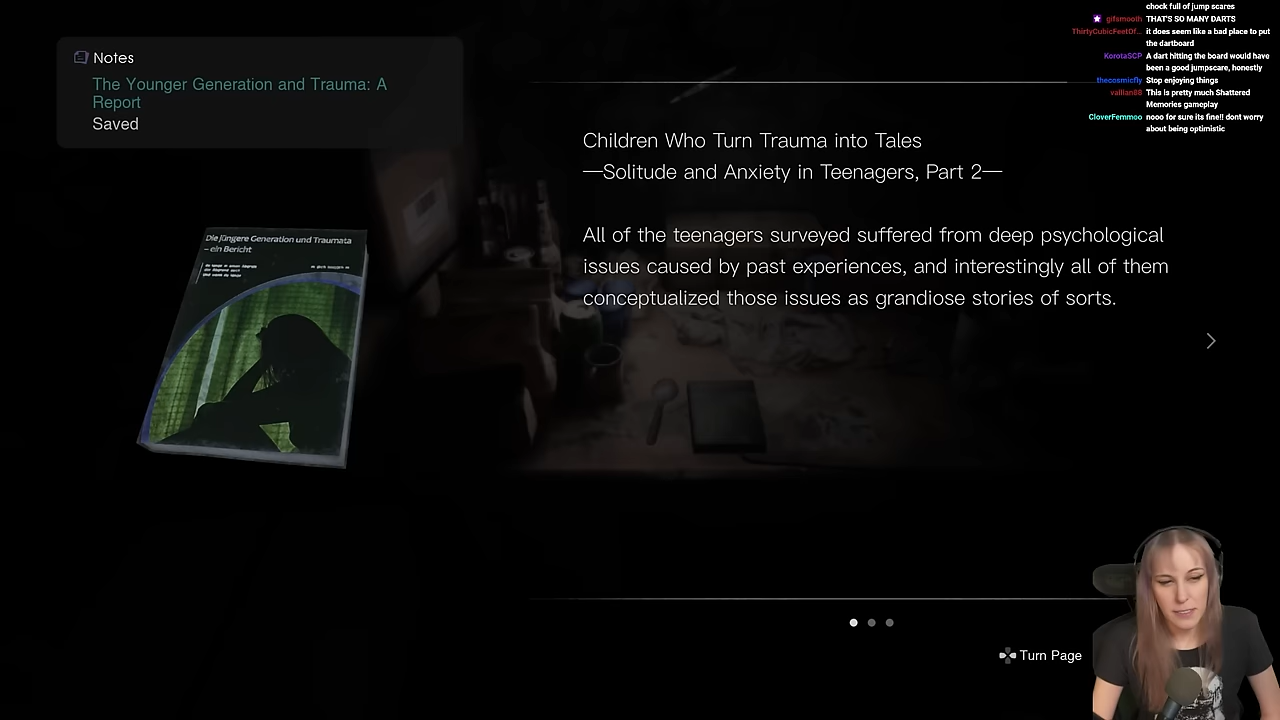 Notes
The Younger Generation and Trauma: A
Report
Saved
Die jüngere Generation und Traumata
– ein Bericht
Children Who Turn Trauma into Tales
—Solitude and Anxiety in Teenagers, Part 2—
All of the teenagers surveyed suffered from deep psychological
issues caused by past experiences, and interestingly all of them
conceptualized those issues as grandiose stories of sorts.
Turn Page
chock full of jump scares
gifsmooth THAT'S SO MANY DARTS
ThirtyCubicFeetOf... it does seem like a bad place to put
the dartboard
KorotaSCP A dart hitting the board would have
been a good jumpscare, honestly
thecosmicfly Stop enjoying things
vallian88 This is pretty much Shattered
Memories gameplay
CloverFemmeo nooo for sure its fine!! dont worry
about being optimistic